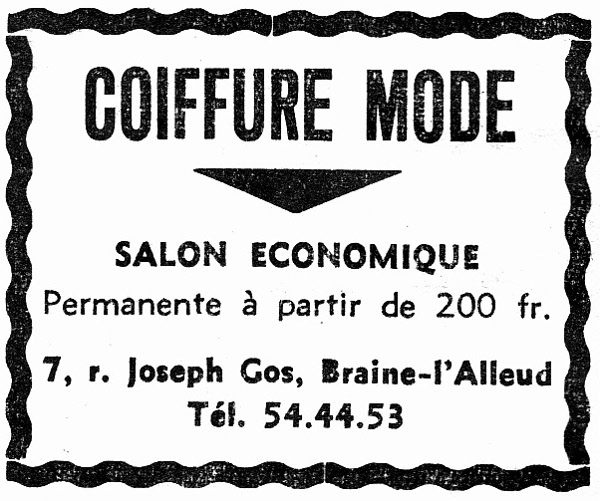 COIFFURE MODE
SALON ECONOMIQUE
Permanente à partir de 200 fr.
7, r. Joseph Gos, Braine-l'Alleud
Tél. 54.44.53